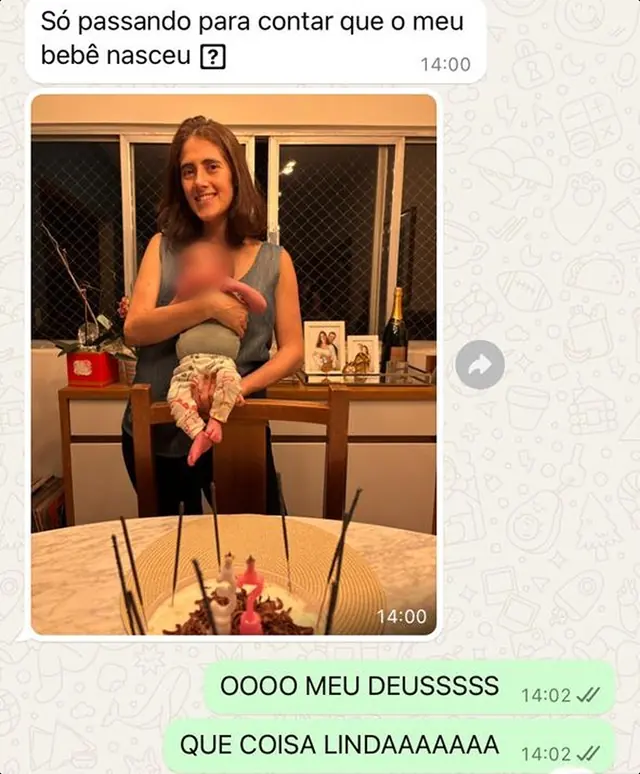 Só passando para contar que o meu
bebê nasceu ?
14:00
14:00
OOOO MEU DEUSSSSS 14:02
QUE COISA LINDAAAAAAA 14:02